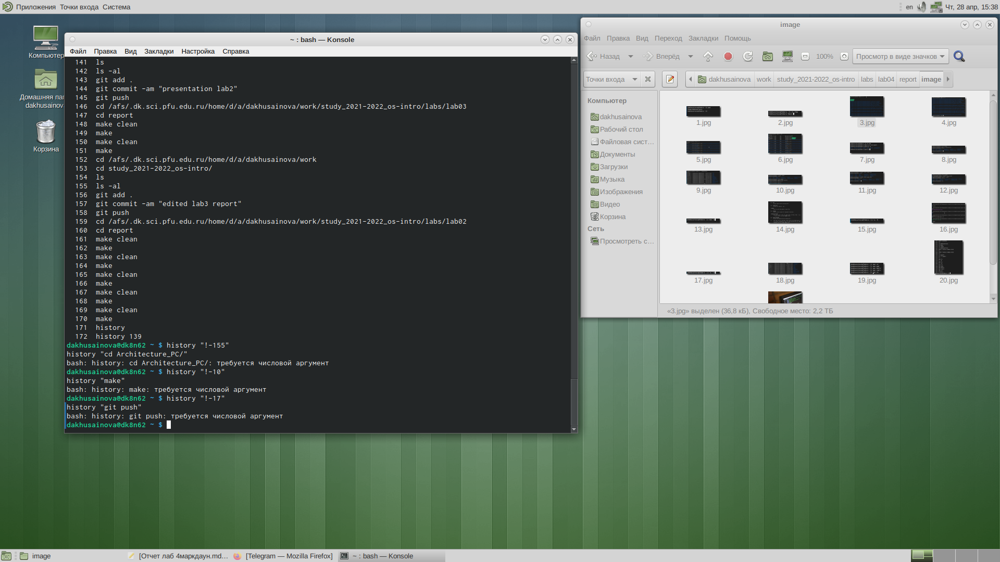 Приложения Точки входа Система
en Чт, 28 апр, 15:38
Компьютер
Домашняя пап
dakhusainov
Корзина
~ : bash — Konsole
Файл Правка Вид Закладки Настройка Справка
141 ls
142 ls -al
143 git add .
144 git commit -am "presentation lab2"
145 git push
146 cd /afs/.dk.sci.pfu.edu.ru/home/d/a/dakhusainova/work/study_2021-2022_os-intro/labs/lab03
147 cd report
148 make clean
149 make
150 make clean
151 make
152 cd /afs/.dk.sci.pfu.edu.ru/home/d/a/dakhusainova/work
153 cd study_2021-2022_os-intro/
154 ls
155 ls -al
156 git add .
157 git commit -am "edited lab3 report"
158 git push
159 cd /afs/.dk.sci.pfu.edu.ru/home/d/a/dakhusainova/work/study_2021-2022_os-intro/labs/lab02
160 cd report
161 make clean
162 make
163 make clean
164 make
165 make clean
166 make
167 make clean
168 make
169 make clean
170 make
171 history
172 history 139
dakhusainova@dk8n62 ~ $ history "!-155"
history "cd Architecture_PC/"
bash: history: cd Architecture_PC/: требуется числовой аргумент
dakhusainova@dk8n62 ~ $ history "!-10"
history "make"
bash: history: make: требуется числовой аргумент
dakhusainova@dk8n62 ~ $ history "!-17"
history "git push"
bash: history: git push: требуется числовой аргумент
dakhusainova@dk8n62 ~ $
image
Файл Правка Вид Переход Закладки Помощь
Назад Вперёд 100% Просмотр в виде значков
Точки входа dakhusainova work study_2021-2022_os-intro labs lab04 report image
Компьютер
dakhusainova
Рабочий стол
Файловая сист…
Документы
Загрузки
Музыка
Изображения
Видео
Корзина
Сеть
Просмотреть с…
1.jpg 2.jpg 3.jpg 4.jpg
5.jpg 6.jpg 7.jpg 8.jpg
9.jpg 10.jpg 11.jpg 12.jpg
13.jpg 14.jpg 15.jpg 16.jpg
17.jpg 18.jpg 19.jpg 20.jpg
«3.jpg» выделен (36,8 кБ), Свободное место: 2,2 ТБ
image [Отчет лаб 4маркдаун.md… [Telegram — Mozilla Firefox] ~ : bash — Konsole